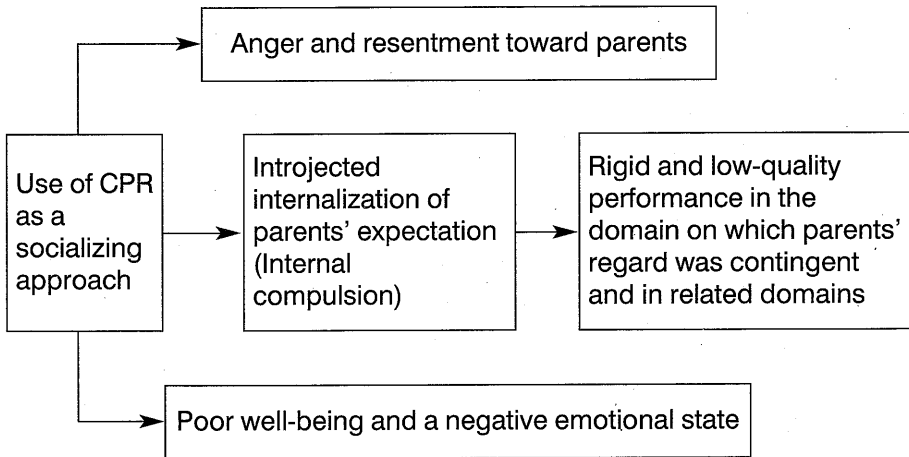 Anger and resentment toward parents
Use of CPR
as a
socializing
approach
Introjected
internalization of
parents' expectation
(Internal
compulsion)
Rigid and low-quality
performance in the
domain on which parents'
regard was contingent
and in related domains
Poor well-being and a negative emotional state